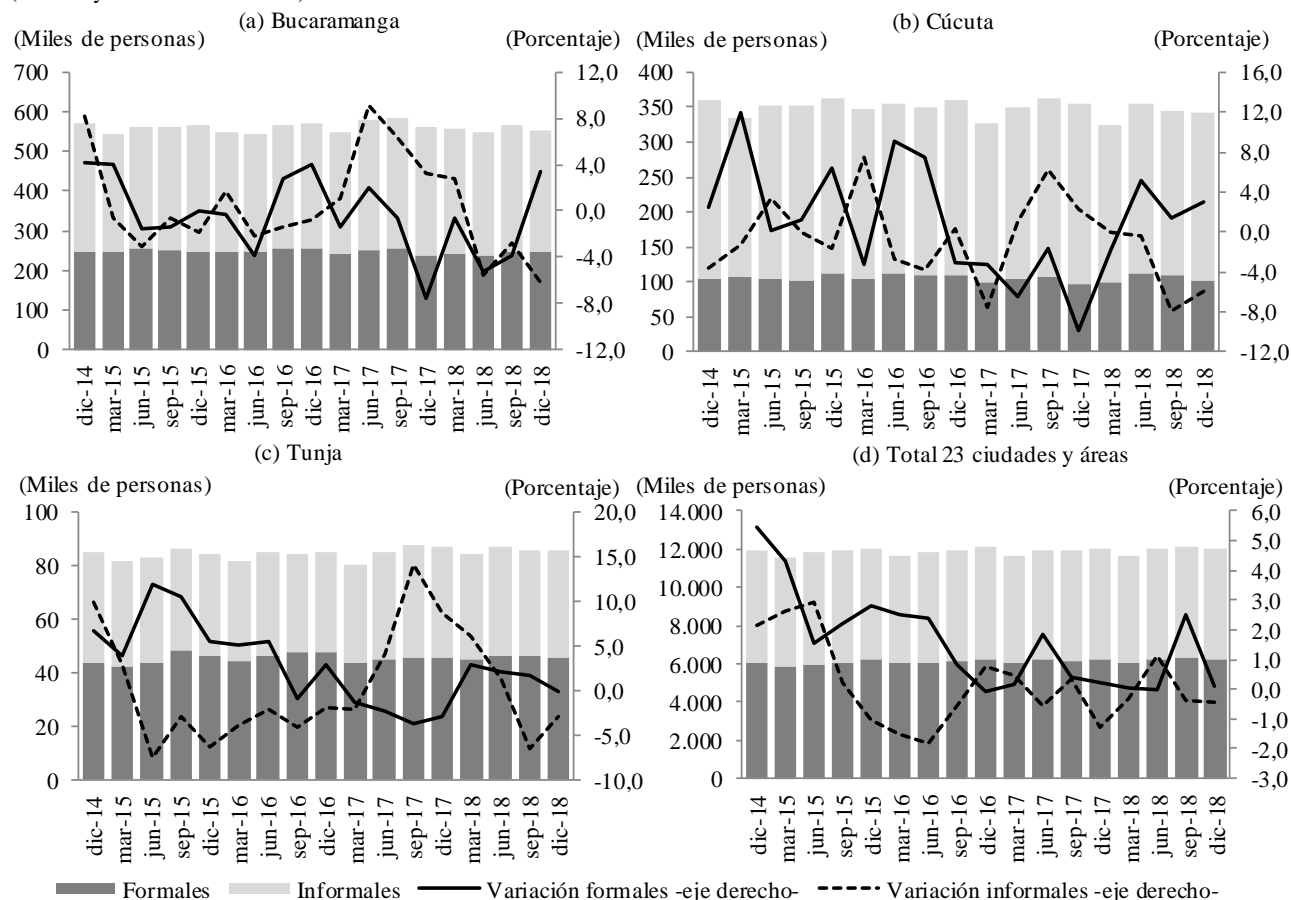 (a) Bucaramanga
(b) Cúcuta
(Miles de personas)
(Porcentaje)
(Miles de personas)
(Porcentaje)
700
600
500
400
300
200
100
0
12,0
8,0
4,0
0,0
-4,0
-8,0
-12,0
400
350
300
250
200
150
100
50
0
16,0
12,0
8,0
4,0
0,0
-4,0
-8,0
-12,0
dic-14
mar-15
jun-15
sep-15
dic-15
mar-16
jun-16
sep-16
dic-16
mar-17
jun-17
sep-17
dic-17
mar-18
jun-18
sep-18
dic-18
dic-14
mar-15
jun-15
sep-15
dic-15
mar-16
jun-16
sep-16
dic-16
mar-17
jun-17
sep-17
dic-17
mar-18
jun-18
sep-18
dic-18
(c) Tunja
(d) Total 23 ciudades y áreas
(Miles de personas)
(Porcentaje)
(Miles de personas)
(Porcentaje)
100
80
60
40
20
0
20,0
15,0
10,0
5,0
0,0
-5,0
-10,0
14.000
12.000
10.000
8.000
6.000
4.000
2.000
0
6,0
5,0
4,0
3,0
2,0
1,0
0,0
-1,0
-2,0
-3,0
dic-14
mar-15
jun-15
sep-15
dic-15
mar-16
jun-16
sep-16
dic-16
mar-17
jun-17
sep-17
dic-17
mar-18
jun-18
sep-18
dic-18
dic-14
mar-15
jun-15
sep-15
dic-15
mar-16
jun-16
sep-16
dic-16
mar-17
jun-17
sep-17
dic-17
mar-18
jun-18
sep-18
dic-18
Formales
Informales
Variación formales -eje derecho-
Variación informales -eje derecho-